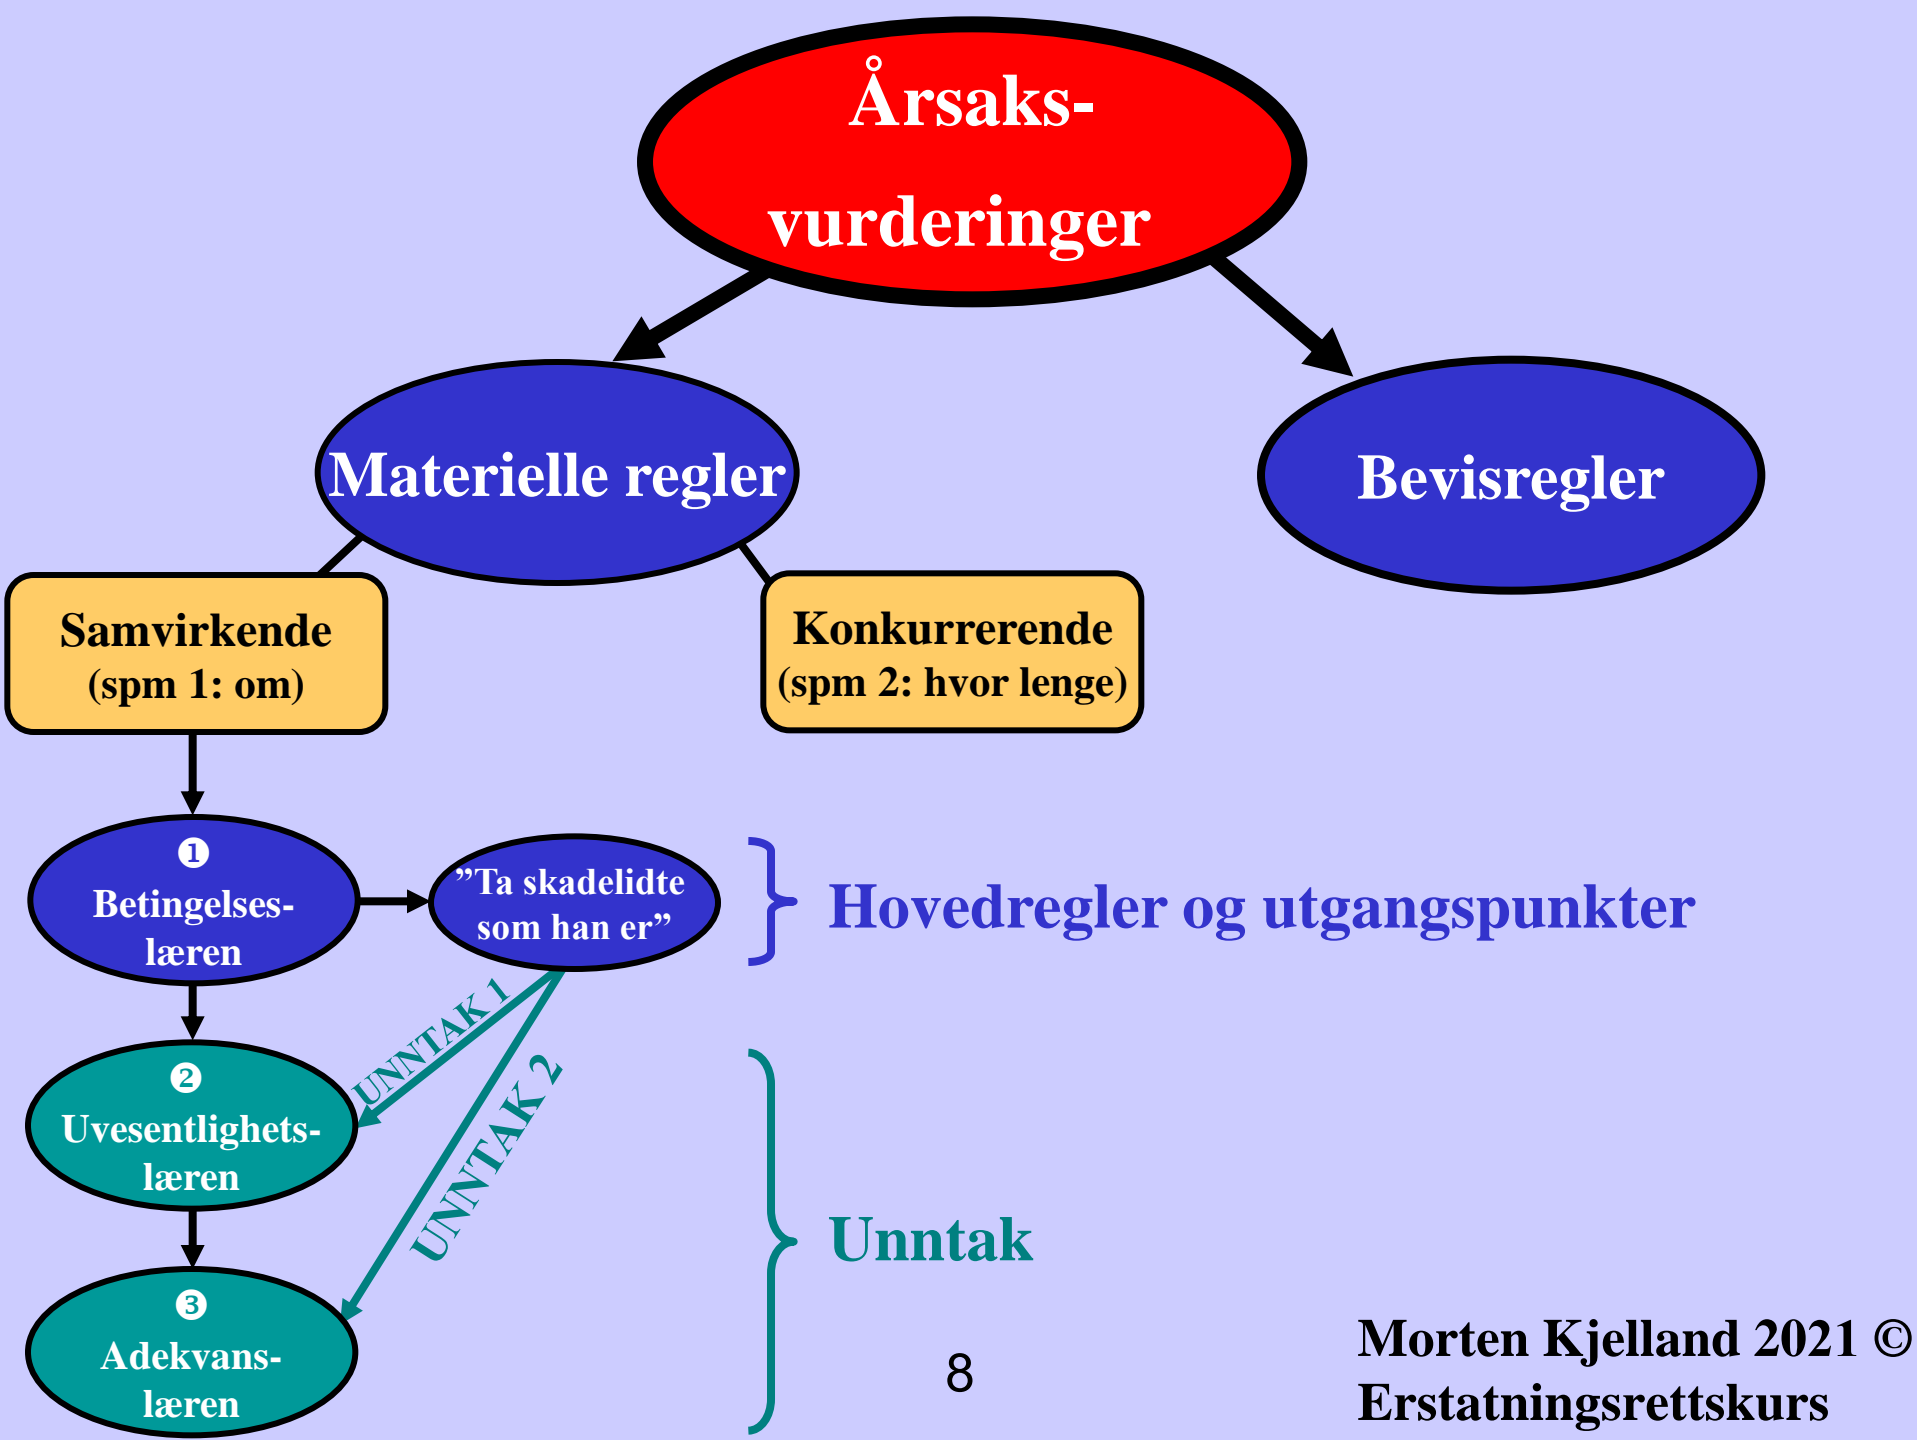 Årsaks-
vurderinger
Materielle regler
Bevisregler
Samvirkende
(spm 1: om)
Konkurrerende
(spm 2: hvor lenge)
❶
Betingelses-
læren
”Ta skadelidte
som han er”
Hovedregler og utgangspunkter
UNNTAK 1
UNNTAK 2
❷
Uvesentlighets-
læren
Unntak
❸
Adekvans-
læren
8
Morten Kjelland 2021 ©
Erstatningsrettskurs